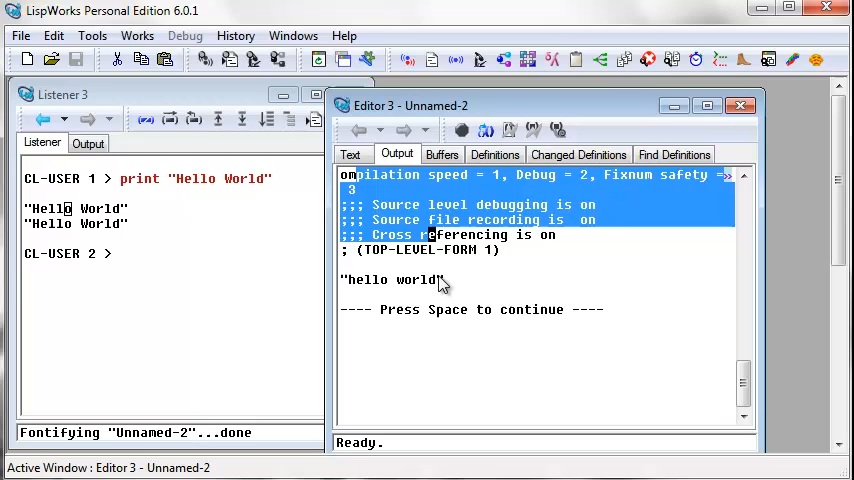 LispWorks Personal Edition 6.0.1
File Edit Tools Works Debug History Windows Help
Listener 3
Listener Output
CL-USER 1 > print "Hello World"
"Hello World"
"Hello World"
CL-USER 2 >
Fontifying "Unnamed-2"...done
Editor 3 - Unnamed-2
Text Output Buffers Definitions Changed Definitions Find Definitions
ompilation speed = 1, Debug = 2, Fixnum safety =
3
;;; Source level debugging is on
;;; Source file recording is  on
;;; Cross referencing is on
; (TOP-LEVEL-FORM 1)
"hello world"
---- Press Space to continue ----
Ready.
Active Window : Editor 3 - Unnamed-2